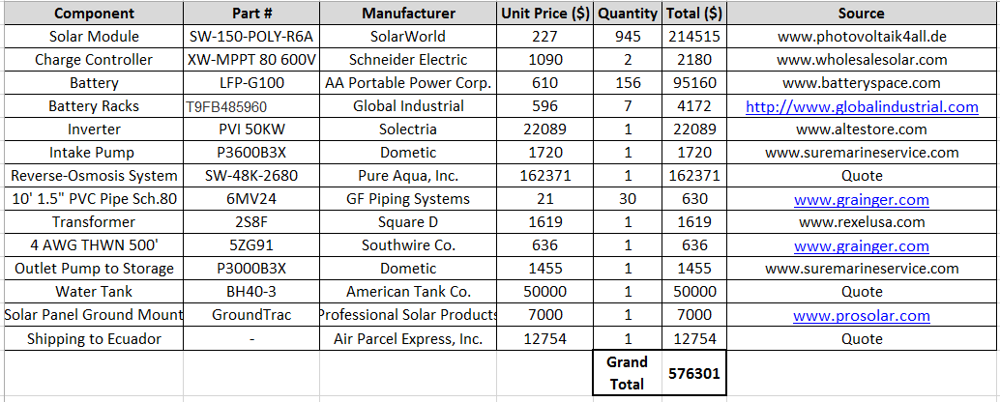 Component Part # Manufacturer Unit Price ($) Quantity Total ($) Source
Solar Module SW-150-POLY-R6A SolarWorld 227 945 214515 www.photovoltaik4all.de
Charge Controller XW-MPPT 80 600V Schneider Electric 1090 2 2180 www.wholesalesolar.com
Battery LFP-G100 AA Portable Power Corp. 610 156 95160 www.batteryspace.com
Battery Racks T9FB485960 Global Industrial 596 7 4172 http://www.globalindustrial.com
Inverter PVI 50KW Solectria 22089 1 22089 www.altestore.com
Intake Pump P3600B3X Dometic 1720 1 1720 www.suremarineservice.com
Reverse-Osmosis System SW-48K-2680 Pure Aqua, Inc. 162371 1 162371 Quote
10' 1.5" PVC Pipe Sch.80 6MV24 GF Piping Systems 21 30 630 www.grainger.com
Transformer 2S8F Square D 1619 1 1619 www.rexelusa.com
4 AWG THWN 500' 5ZG91 Southwire Co. 636 1 636 www.grainger.com
Outlet Pump to Storage P3000B3X Dometic 1455 1 1455 www.suremarineservice.com
Water Tank BH40-3 American Tank Co. 50000 1 50000 Quote
Solar Panel Ground Mount GroundTrac Professional Solar Products 7000 1 7000 www.prosolar.com
Shipping to Ecuador - Air Parcel Express, Inc. 12754 1 12754 Quote
Grand Total 576301